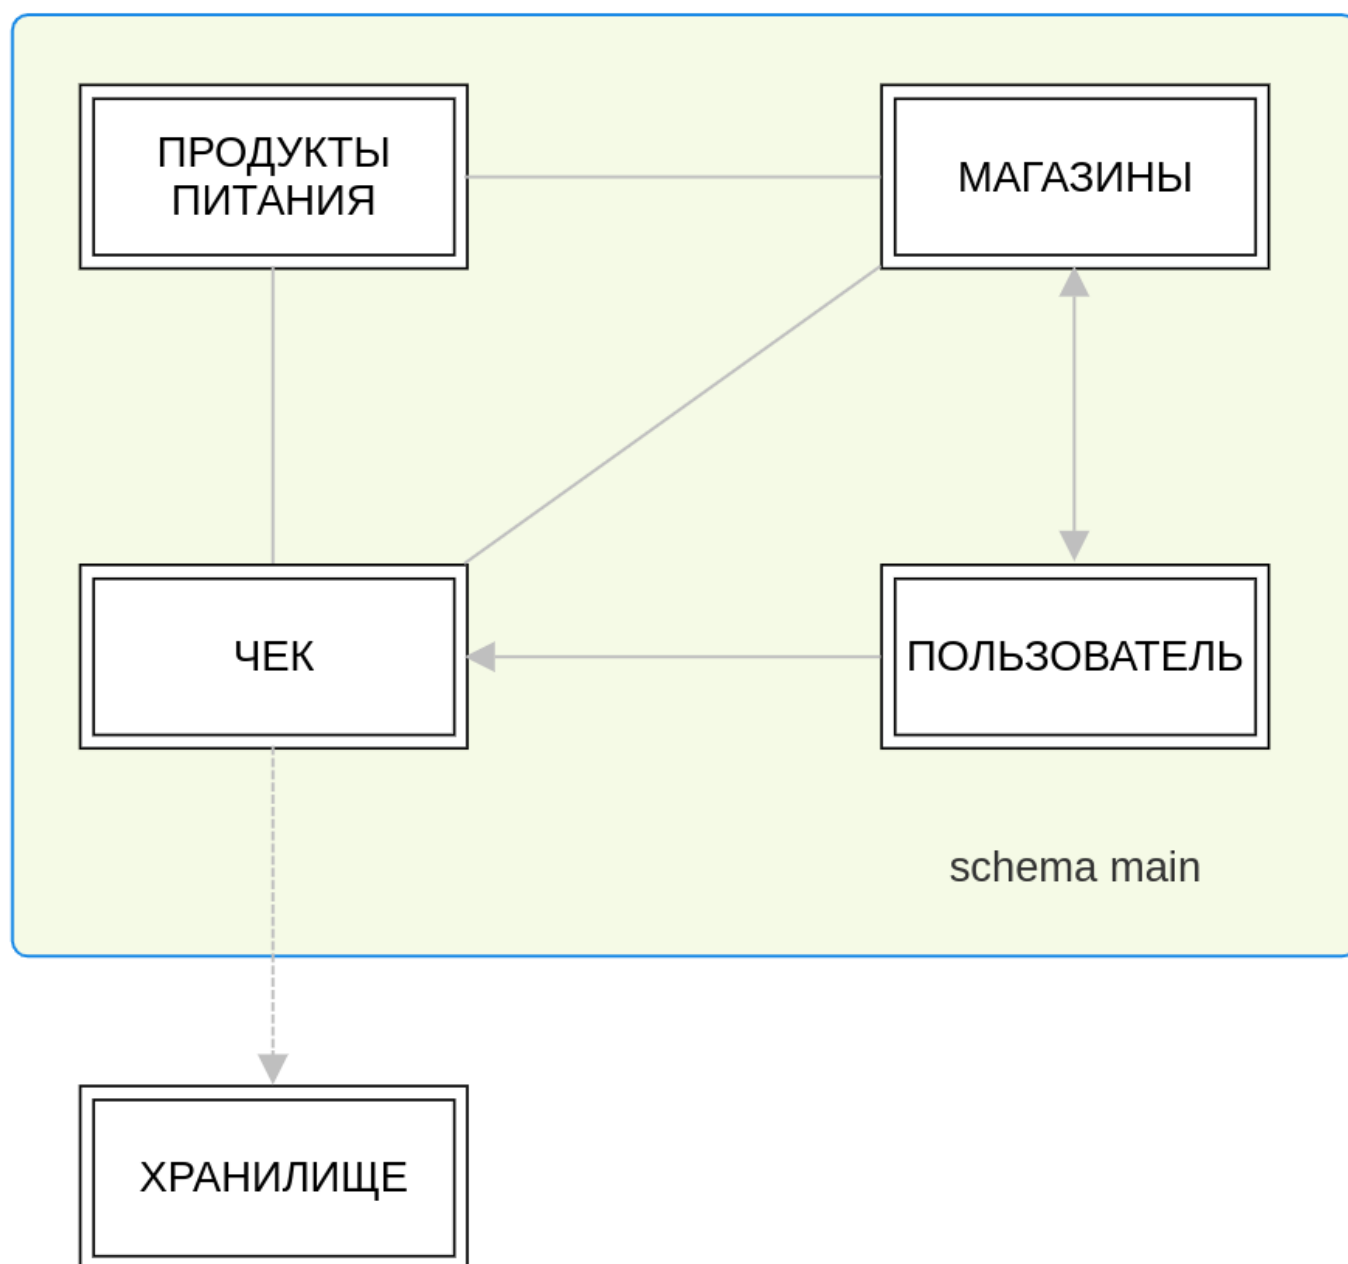 ПРОДУКТЫ
ПИТАНИЯ
МАГАЗИНЫ
ЧЕК
ПОЛЬЗОВАТЕЛЬ
schema main
ХРАНИЛИЩЕ